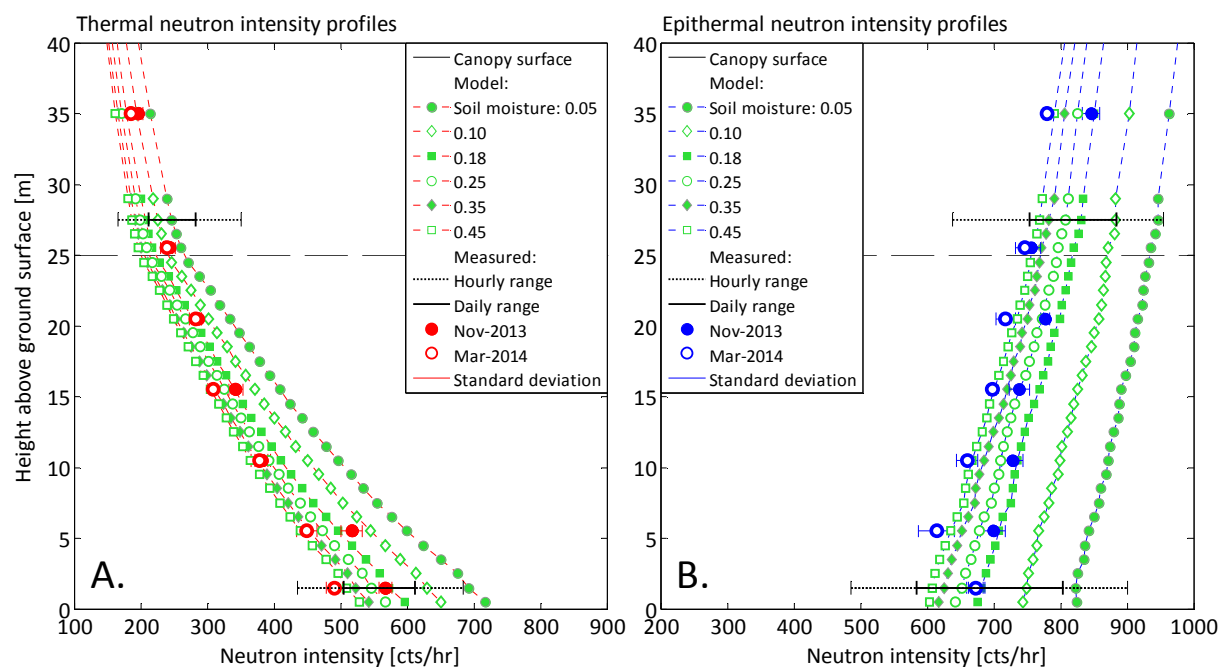 Thermal neutron intensity profiles
Height above ground surface [m]
40
35
30
25
20
15
10
5
0
Canopy surface
Model:
Soil moisture: 0.05
0.10
0.18
0.25
0.35
0.45
Measured:
Hourly range
Daily range
Nov-2013
Mar-2014
Standard deviation
A.
100 200 300 400 500 600 700 800 900
Neutron intensity [cts/hr]
Epithermal neutron intensity profiles
40
35
30
25
20
15
10
5
0
Canopy surface
Model:
Soil moisture: 0.05
0.10
0.18
0.25
0.35
0.45
Measured:
Hourly range
Daily range
Nov-2013
Mar-2014
Standard deviation
B.
200 300 400 500 600 700 800 900 1000
Neutron intensity [cts/hr]